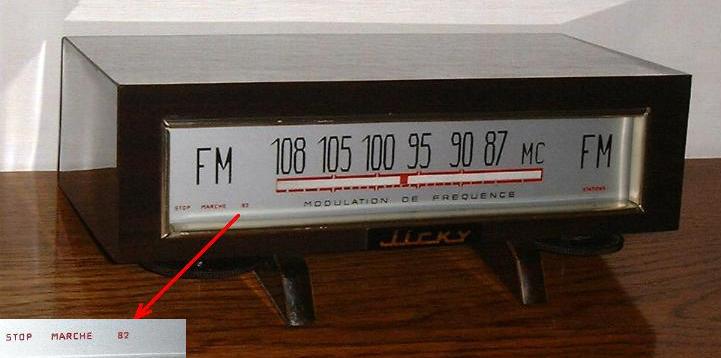 FM 108 105 100 95 90 87 MC FM
STOP MARCHE 82 STATIONS
MODULATION DE FREQUENCE
JICKY
STOP MARCHE 82